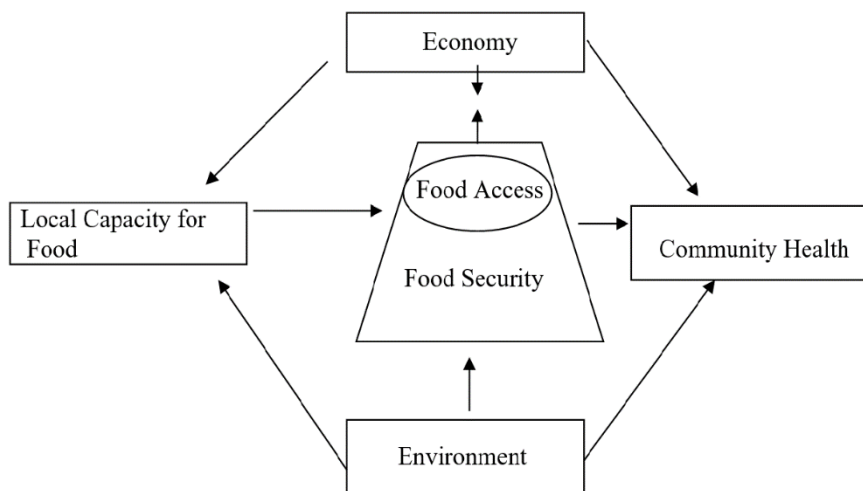 Economy
Food Access
Local Capacity for
Food
Community Health
Food Security
Environment